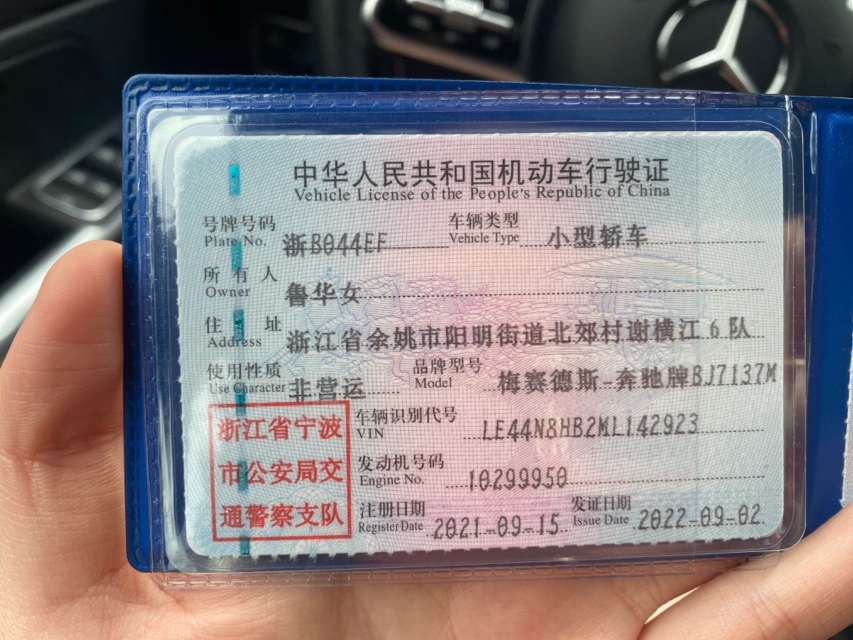 中华人民共和国机动车行驶证
Vehicle License of the People's Republic of China
号牌号码 浙B044EF 车辆类型 小型轿车
Plate No. Vehicle Type
所有人 鲁华女
Owner
住址 浙江省余姚市阳明街道北郊村谢横江6队
Address
使用性质 非营运 品牌型号 梅赛德斯-奔驰牌BJ7137M
Use Character Model
浙江省宁波
市公安局交
通警察支队
车辆识别代号 LE44N8HB2ML142923
VIN
发动机号码 10299950
Engine No.
注册日期 2021-09-15 发证日期 2022-09-02
Register Date Issue Date